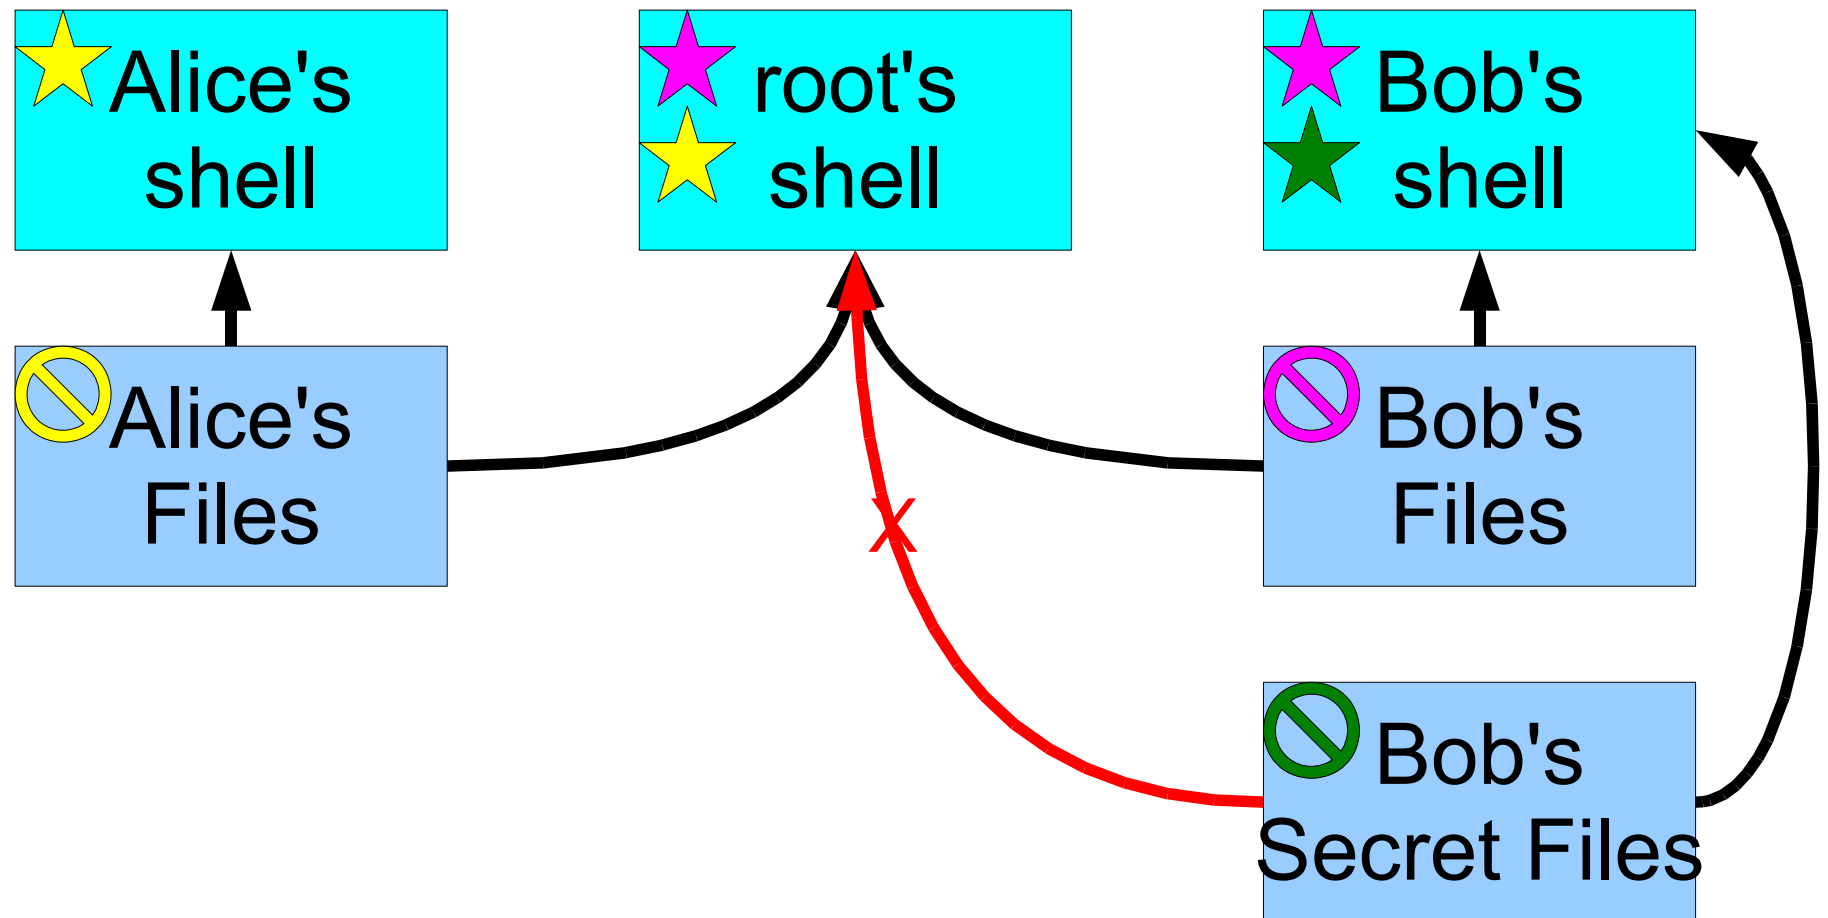 Alice's
shell
root's
shell
Bob's
shell
Alice's
Files
Bob's
Files
X
Bob's
Secret Files